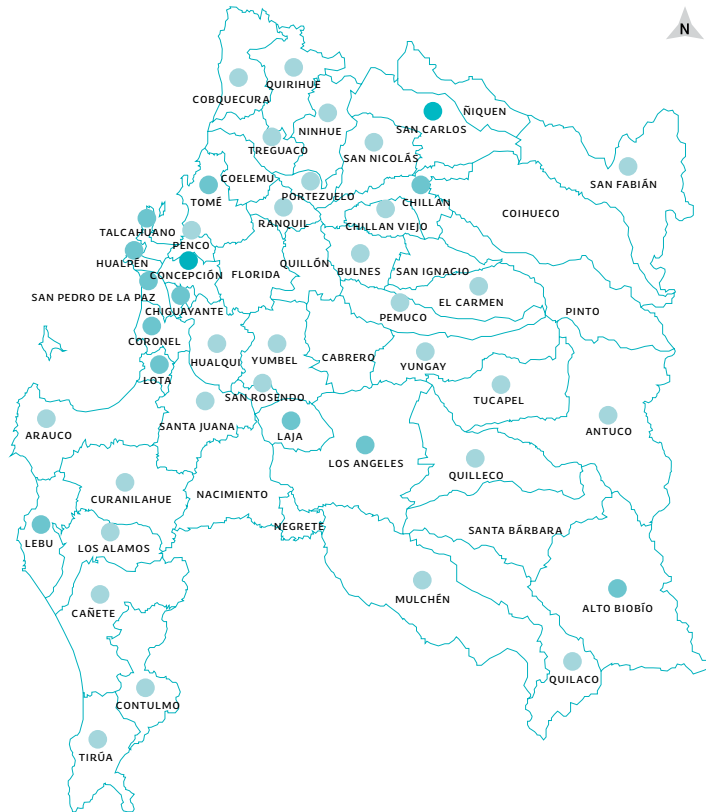 N
QUIRIHUE
COBQUECURA
ÑIQUEN
NINHUE
SAN CARLOS
TREGUACO
SAN NICOLÁS
COELEMU
SAN FABIÁN
PORTEZUELO
TOMÉ
CHILLÁN
COIHUECO
RANQUIL
CHILLAN VIEJO
TALCAHUANO
PENCO
HUALPÉN
CONCEPCIÓN
FLORIDA
QUILLÓN
BULNES
SAN IGNACIO
SAN PEDRO DE LA PAZ
CHIGUAYANTE
EL CARMEN
PEMUCO
PINTO
CORONEL
HUALQUI
YUMBEL
CABRERO
YUNGAY
LOTA
SAN ROSENDO
TUCAPEL
SANTA JUANA
ARAUCO
LAJA
ANTUCO
LOS ANGELES
QUILLECO
CURANILAHUE
NACIMIENTO
NEGRETE
SANTA BÁRBARA
LEBU
LOS ALAMOS
MULCHÉN
ALTO BIOBÍO
CAÑETE
QUILACO
CONTULMO
TIRÚA